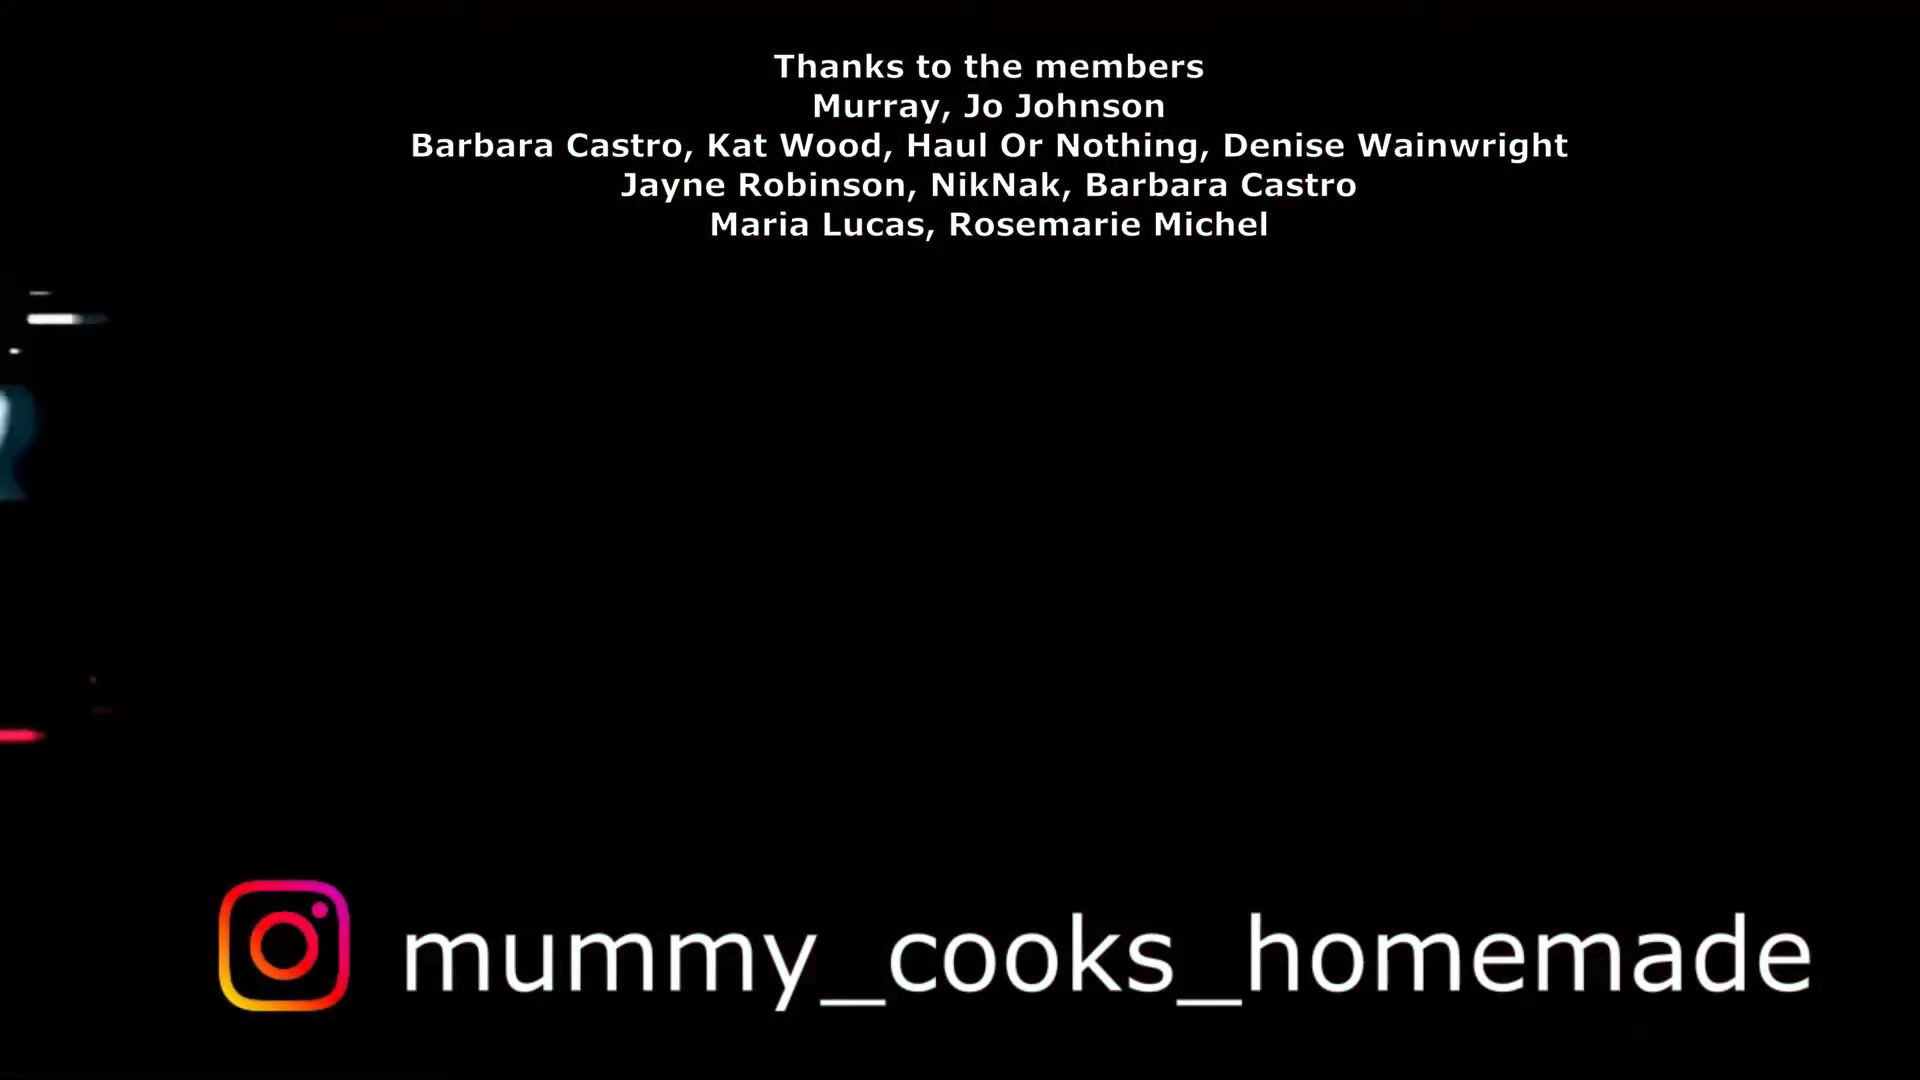 Thanks to the members
Murray, Jo Johnson
Barbara Castro, Kat Wood, Haul Or Nothing, Denise Wainwright
Jayne Robinson, NikNak, Barbara Castro
Maria Lucas, Rosemarie Michel
mummy_cooks_homemade